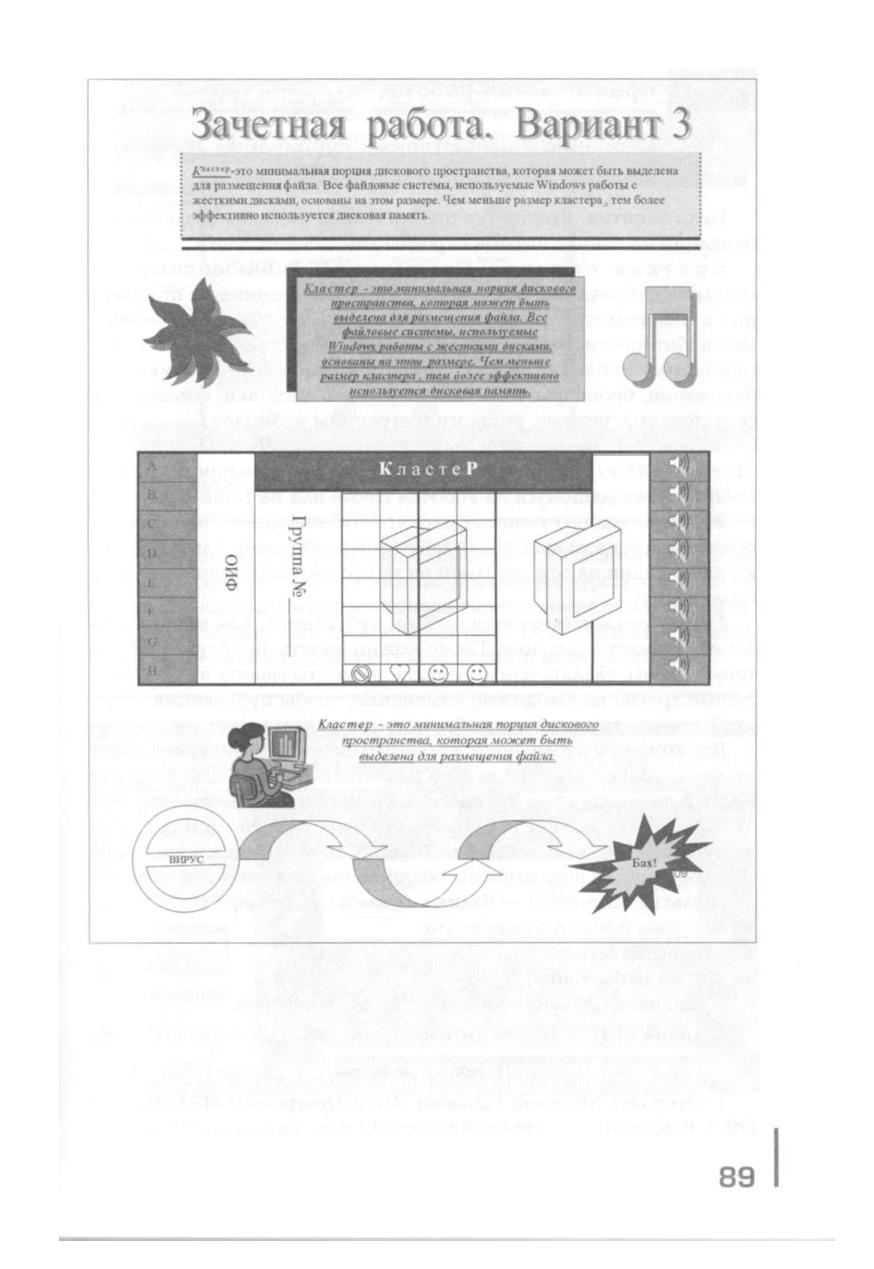 Зачетная работа. Вариант 3
Кластер-это минимальная порция дискового пространства, которая может быть выделена
для размещения файла. Все файловые системы, используемые Windows работы с
жесткими дисками, основаны на этом размере. Чем меньше размер кластера , тем более
эффективно используется дисковая память.
Кластер - это минимальная порция дискового
пространства, которая может быть
выделена для размещения файла. Все
файловые системы, используемые
Windows работы с жесткими дисками,
основаны на этом размере. Чем меньше
размер кластера , тем более эффективно
используется дисковая память.
КластеР
A.
B.
C.
D.
E.
F.
G.
H.
ФИО
Группа № ____
Кластер - это минимальная порция дискового
пространства, которая может быть
выделена для размещения файла.
ВИРУС
Бах!
09
89